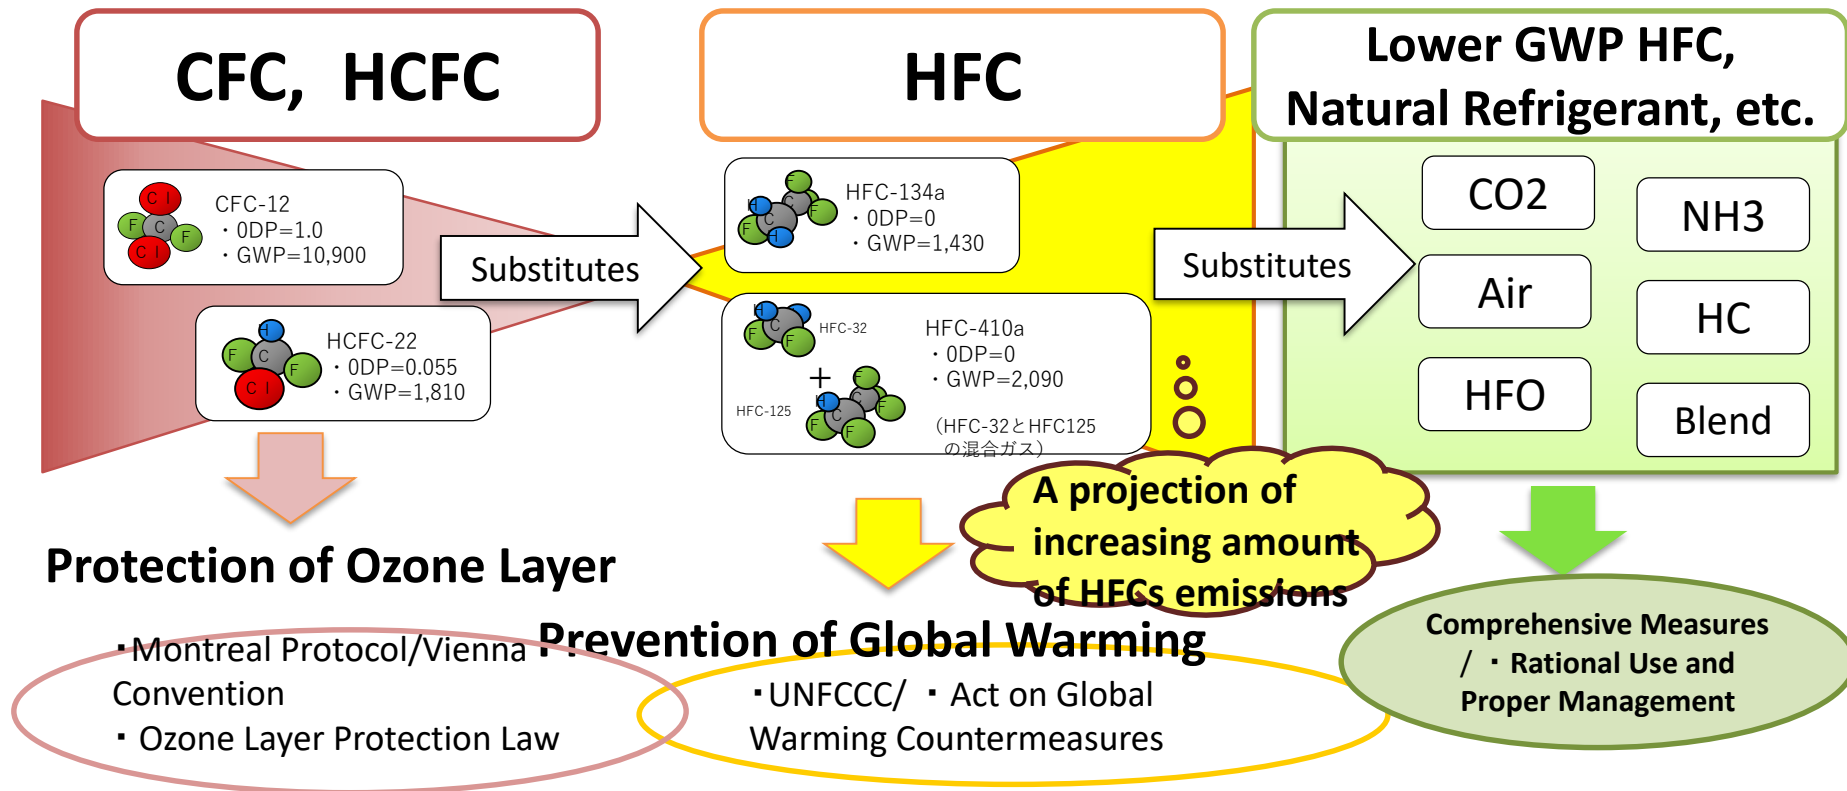 CFC, HCFC
CFC-12
・ODP=1.0
・GWP=10,900
Cl
F
C
F
Cl
HCFC-22
・ODP=0.055
・GWP=1,810
H
F
C
F
Cl
Substitutes
HFC
HFC-134a
・ODP=0
・GWP=1,430
F
H
C
C
F
F
H
HFC-410a
・ODP=0
・GWP=2,090
(HFC-32とHFC125
の混合ガス)
H
C
F
F
HFC-32
+
HFC-125
F
H
C
C
F
F
F
Substitutes
Lower GWP HFC,
Natural Refrigerant, etc.
CO2
NH3
Air
HC
HFO
Blend
A projection of
increasing amount
of HFCs emissions
Protection of Ozone Layer
・Montreal Protocol/Vienna
Convention
・Ozone Layer Protection Law
Prevention of Global Warming
・UNFCCC/ ・Act on Global
Warming Countermeasures
Comprehensive Measures
/ ・Rational Use and
Proper Management